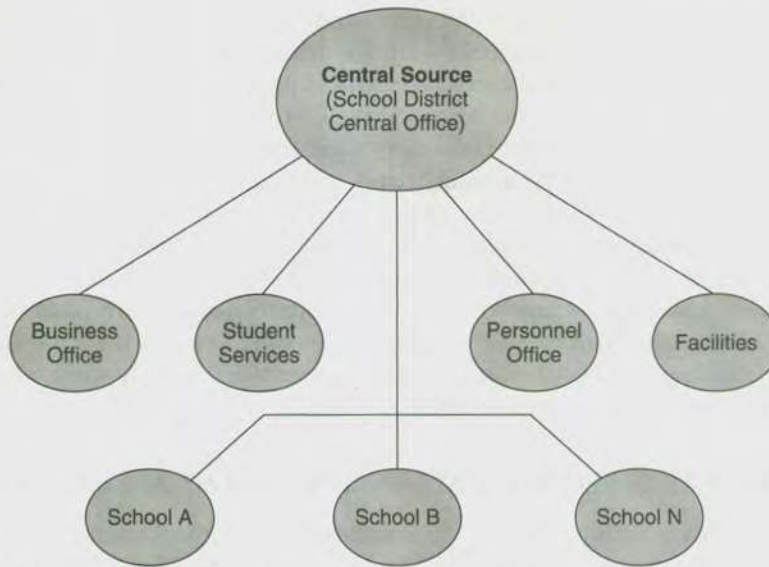 Central Source
(School District
Central Office)
Business
Office
Student
Services
Personnel
Office
Facilities
School A
School B
School N